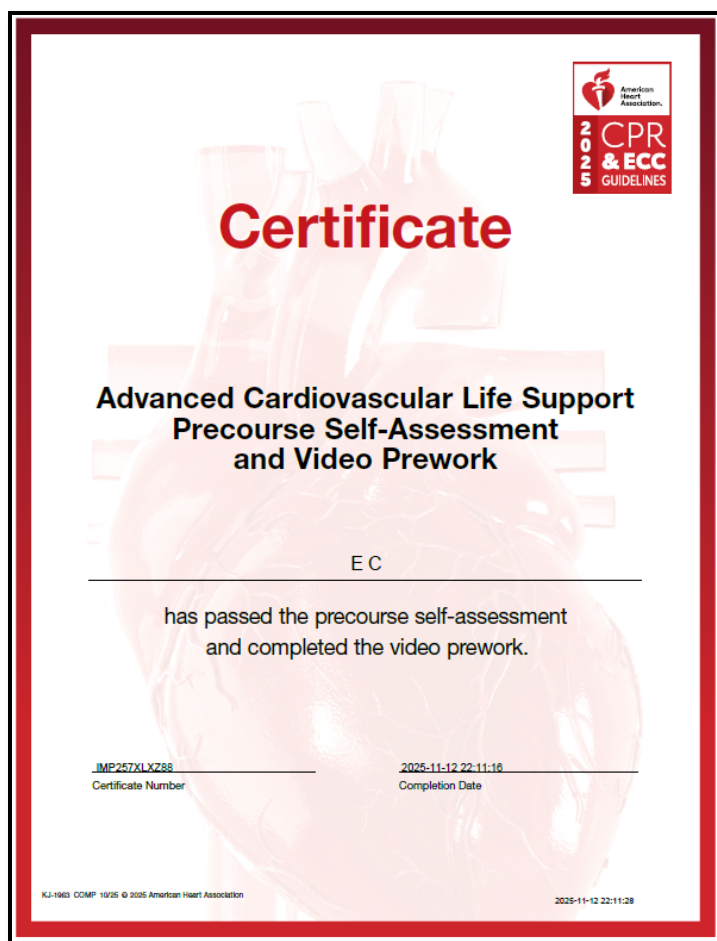 American
Heart
Association.
2025
CPR
& ECC
GUIDELINES
Certificate
Advanced Cardiovascular Life Support
Precourse Self-Assessment
and Video Prework
E C
has passed the precourse self-assessment
and completed the video prework.
IMP257XLXZ88
2025-11-12 22:11:16
Certificate Number
Completion Date
KJ-1963 COMP 10/25 © 2025 American Heart Association
2025-11-12 22:11:28